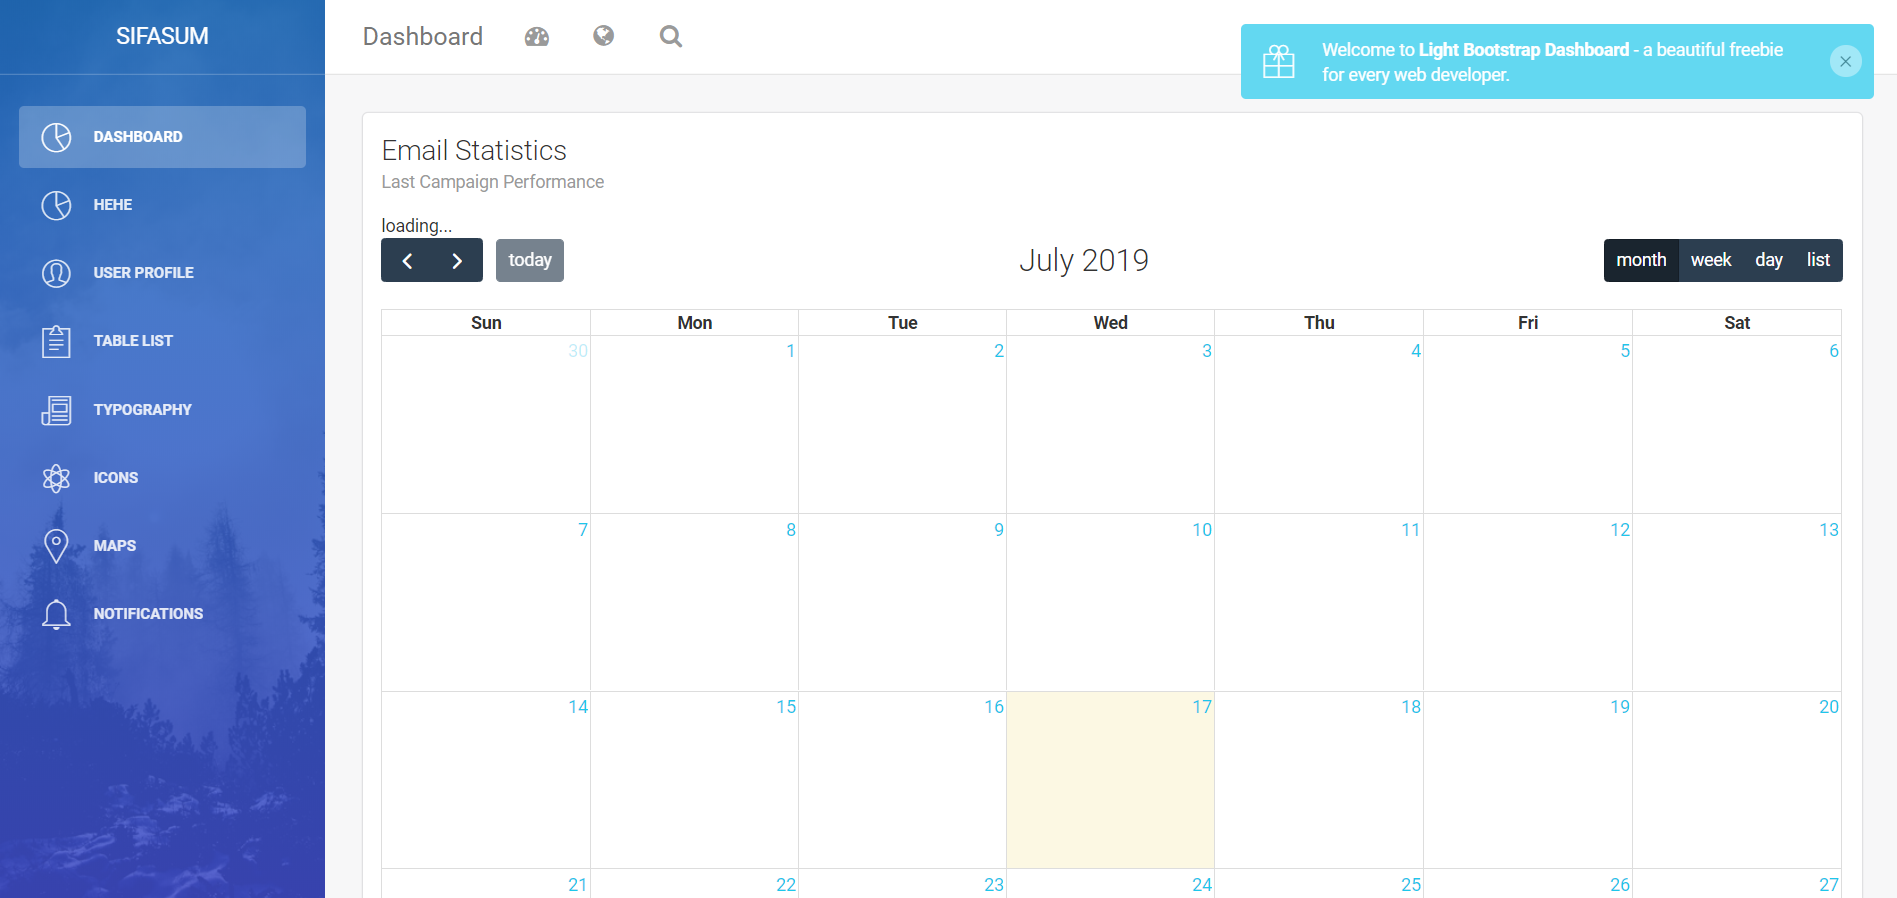 SIFASUM
DASHBOARD
HEHE
USER PROFILE
TABLE LIST
TYPOGRAPHY
ICONS
MAPS
NOTIFICATIONS
Dashboard
Welcome to Light Bootstrap Dashboard - a beautiful freebie
for every web developer.
Email Statistics
Last Campaign Performance
loading...
today
July 2019
month week day list
Sun Mon Tue Wed Thu Fri Sat
30 1 2 3 4 5 6
7 8 9 10 11 12 13
14 15 16 17 18 19 20
21 22 23 24 25 26 27